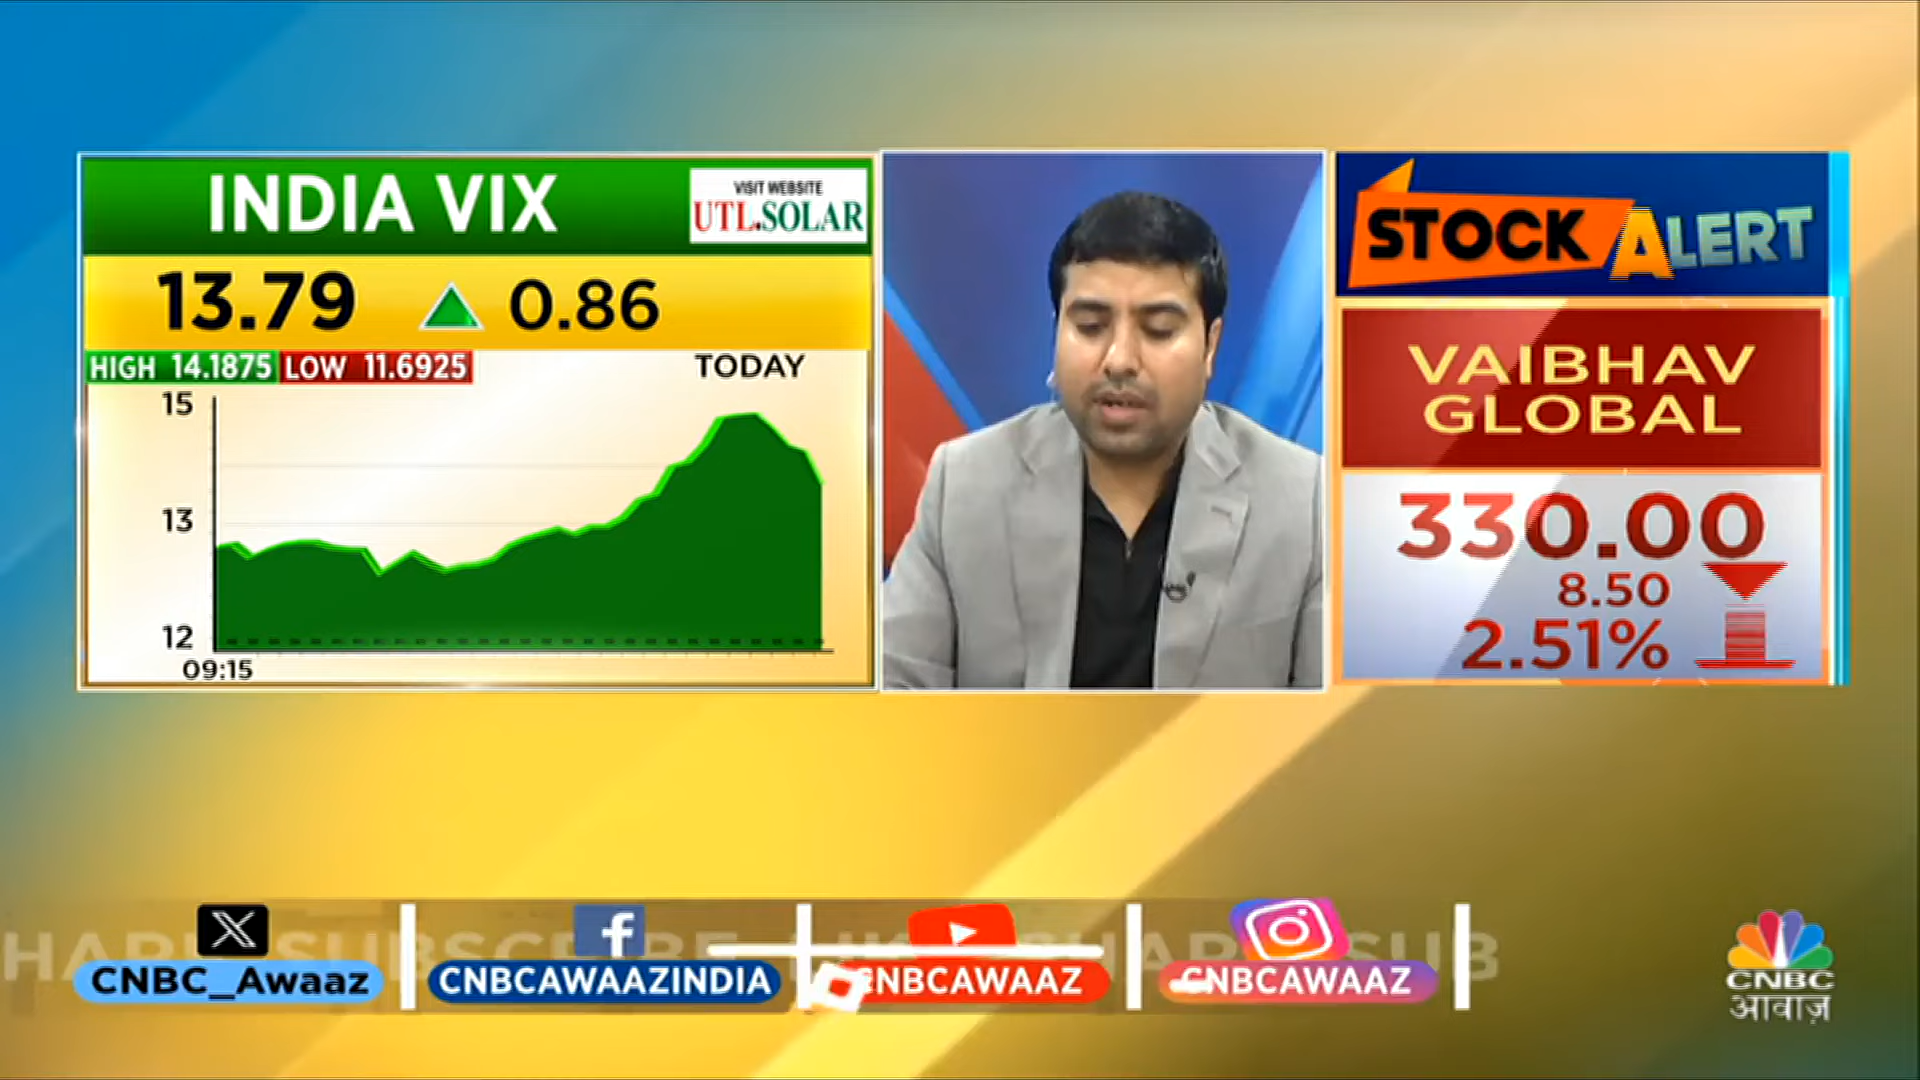 INDIA VIX
VISIT WEBSITE
UTL.SOLAR
13.79 0.86
HIGH 14.1875 LOW 11.6925
TODAY
15
13
12
09:15
STOCK ALERT
VAIBHAV
GLOBAL
330.00
8.50
2.51%
CNBC_Awaaz
CNBCAWAAZINDIA
CNBCAWAAZ
CNBCAWAAZ
CNBC
आवाज़